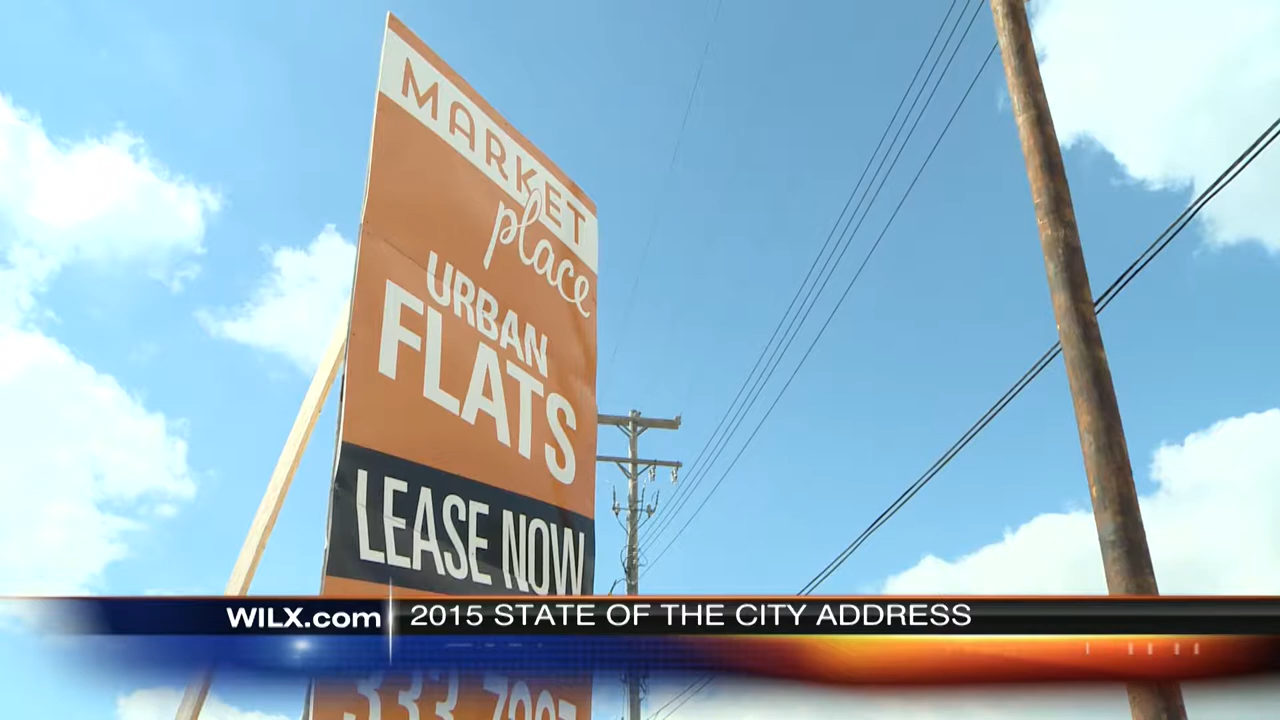 MARKET
place
URBAN
FLATS
LEASE NOW
WILX.com
2015 STATE OF THE CITY ADDRESS